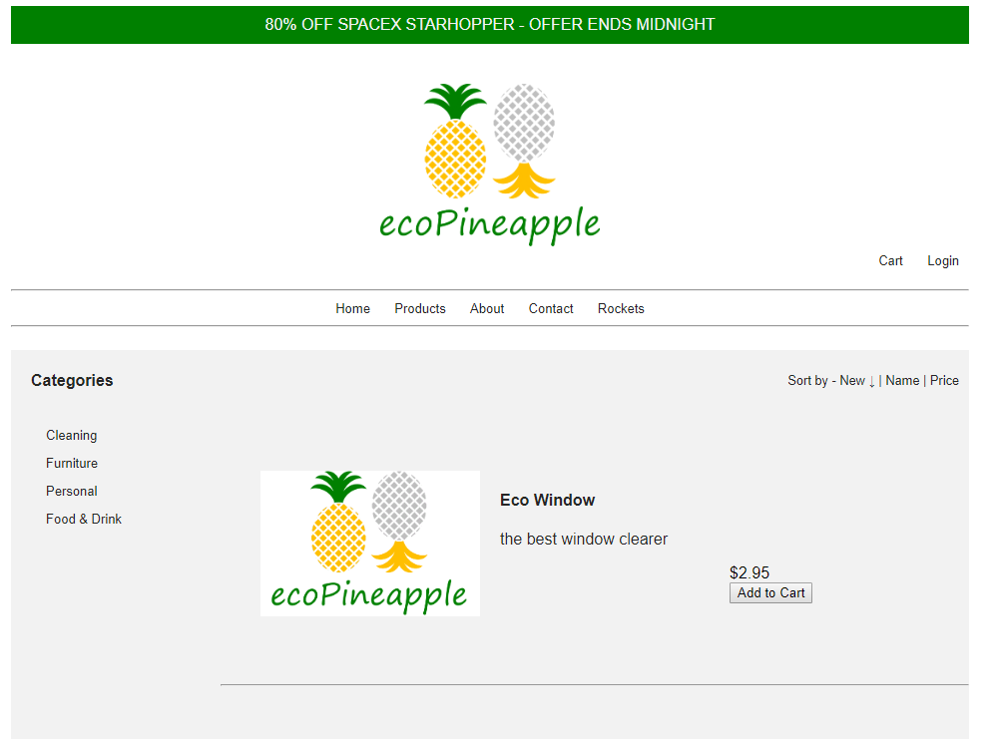 80% OFF SPACEX STARHOPPER - OFFER ENDS MIDNIGHT
ecoPineapple
Cart Login
Home Products About Contact Rockets
Categories
Sort by - New ↓ | Name | Price
Cleaning
Furniture
Personal
Food & Drink
ecoPineapple
Eco Window
the best window clearer
$2.95
Add to Cart